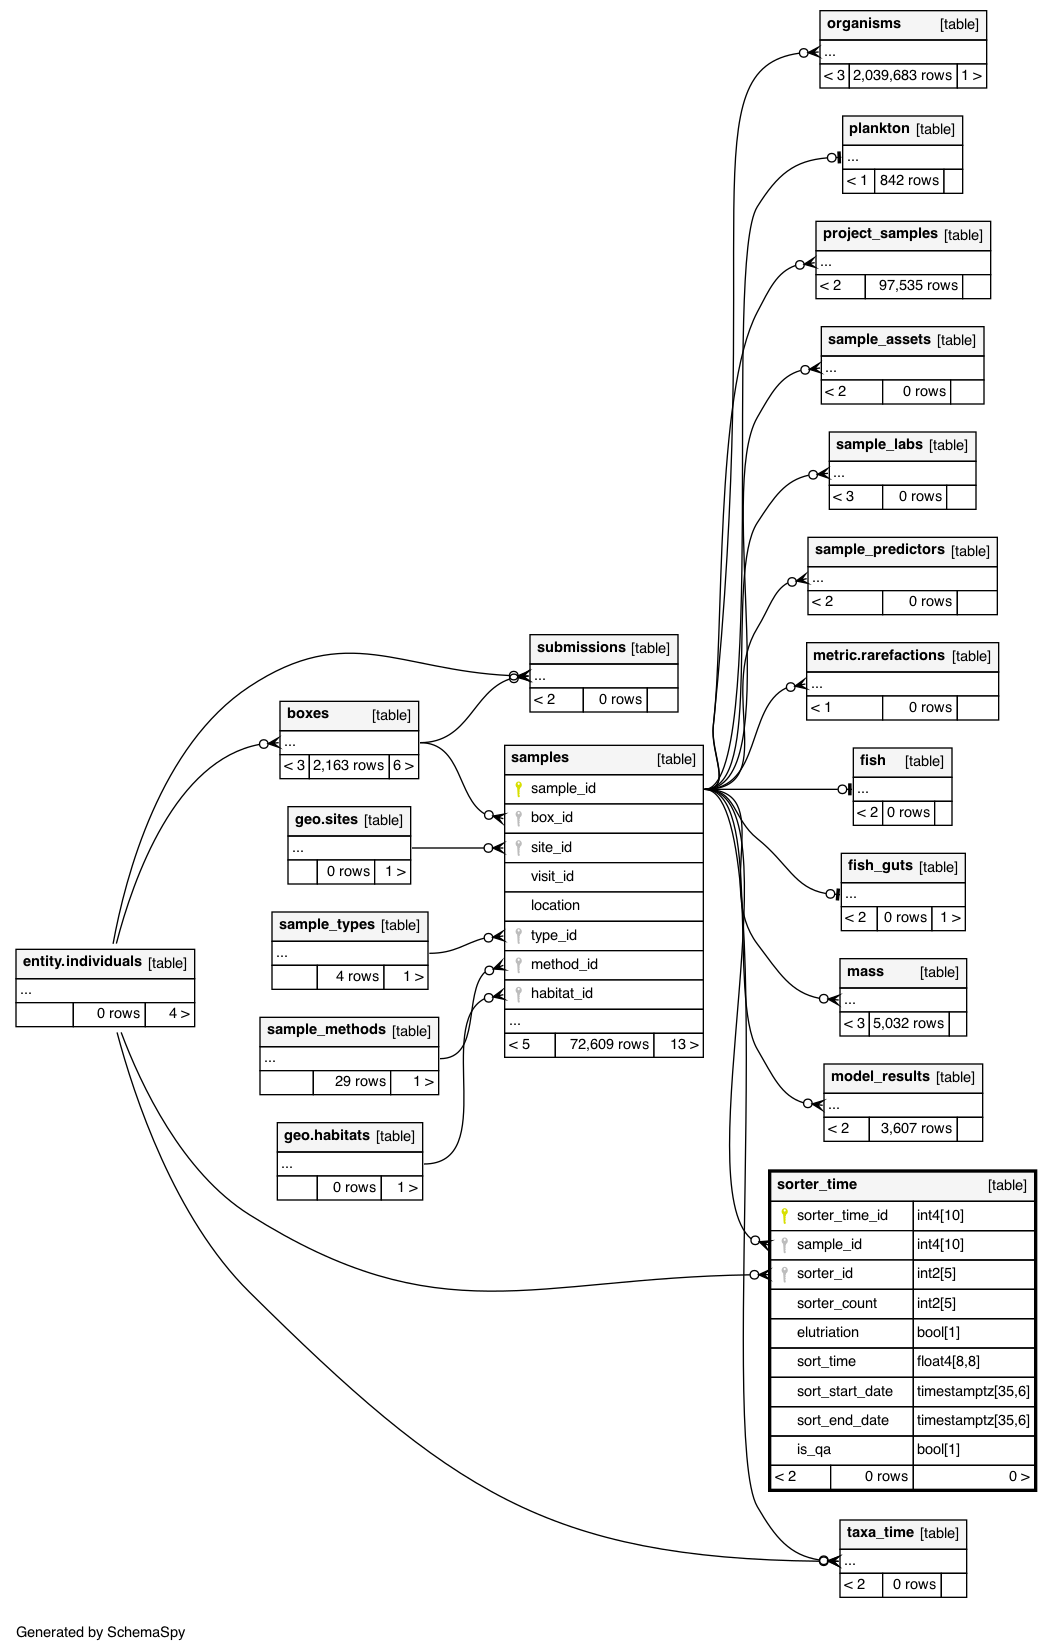 organisms [table]
...
< 3 2,039,683 rows 1 >
plankton [table]
...
< 1 842 rows
project_samples [table]
...
< 2 97,535 rows
sample_assets [table]
...
< 2 0 rows
sample_labs [table]
...
< 3 0 rows
sample_predictors [table]
...
< 2 0 rows
submissions [table]
...
< 2 0 rows
metric.rarefactions [table]
...
< 1 0 rows
boxes [table]
...
< 3 2,163 rows 6 >
samples [table]
sample_id
box_id
site_id
visit_id
location
type_id
method_id
habitat_id
...
< 5 72,609 rows 13 >
fish [table]
...
< 2 0 rows
geo.sites [table]
...
0 rows 1 >
fish_guts [table]
...
< 2 0 rows 1 >
sample_types [table]
...
4 rows 1 >
entity.individuals [table]
...
0 rows 4 >
mass [table]
...
< 3 5,032 rows
sample_methods [table]
...
29 rows 1 >
model_results [table]
...
< 2 3,607 rows
geo.habitats [table]
...
0 rows 1 >
sorter_time [table]
sorter_time_id int4[10]
sample_id int4[10]
sorter_id int2[5]
sorter_count int2[5]
elutriation bool[1]
sort_time float4[8,8]
sort_start_date timestamptz[35,6]
sort_end_date timestamptz[35,6]
is_qa bool[1]
< 2 0 rows 0 >
taxa_time [table]
...
< 2 0 rows
Generated by SchemaSpy